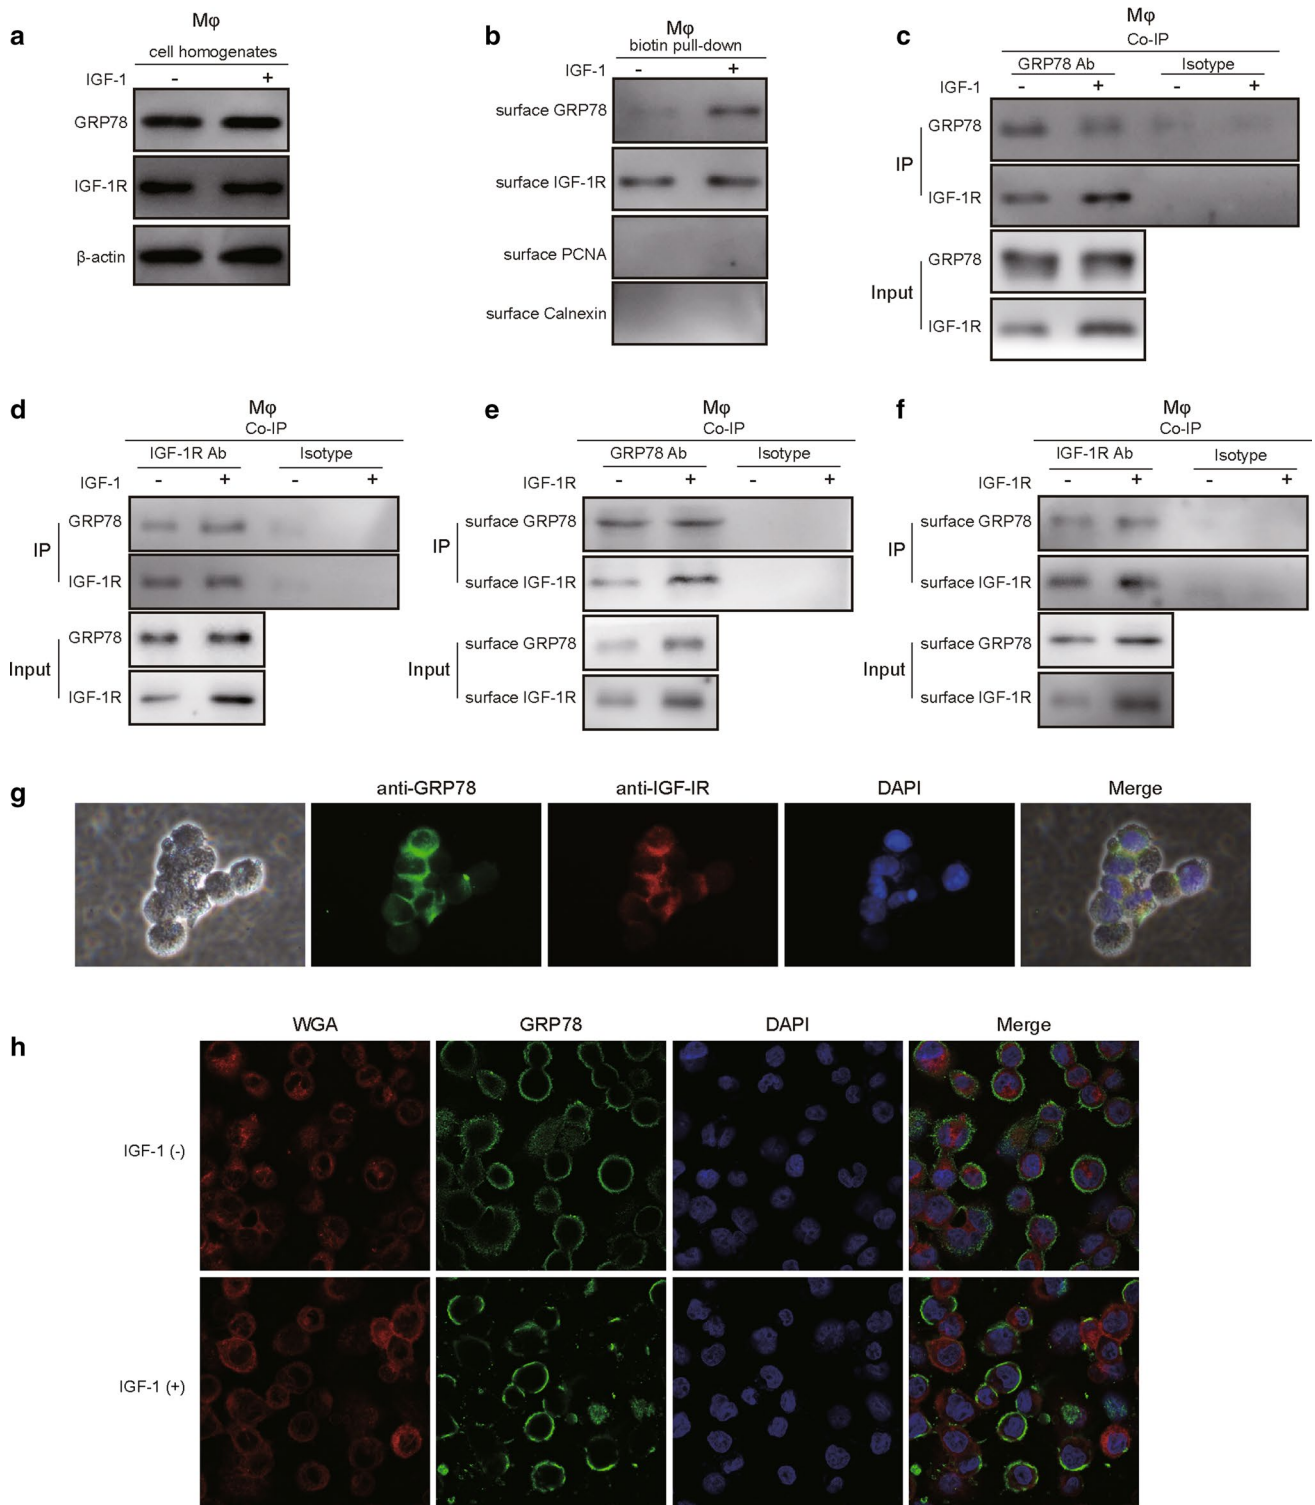 a
Mφ
cell homogenates
IGF-1 - +
GRP78
IGF-1R
β-actin
b
Mφ
biotin pull-down
IGF-1 - +
surface GRP78
surface IGF-1R
surface PCNA
surface Calnexin
c
Mφ
Co-IP
GRP78 Ab Isotype
IGF-1 - + - +
IP
GRP78
IGF-1R
Input
GRP78
IGF-1R
d
Mφ
Co-IP
IGF-1R Ab Isotype
IGF-1 - + - +
IP
GRP78
IGF-1R
Input
GRP78
IGF-1R
e
Mφ
Co-IP
GRP78 Ab Isotype
IGF-1R - + - +
IP
surface GRP78
surface IGF-1R
Input
surface GRP78
surface IGF-1R
f
Mφ
Co-IP
IGF-1R Ab Isotype
IGF-1R - + - +
IP
surface GRP78
surface IGF-1R
Input
surface GRP78
surface IGF-1R
g
anti-GRP78 anti-IGF-IR DAPI Merge
h
WGA GRP78 DAPI Merge
IGF-1 (-)
IGF-1 (+)